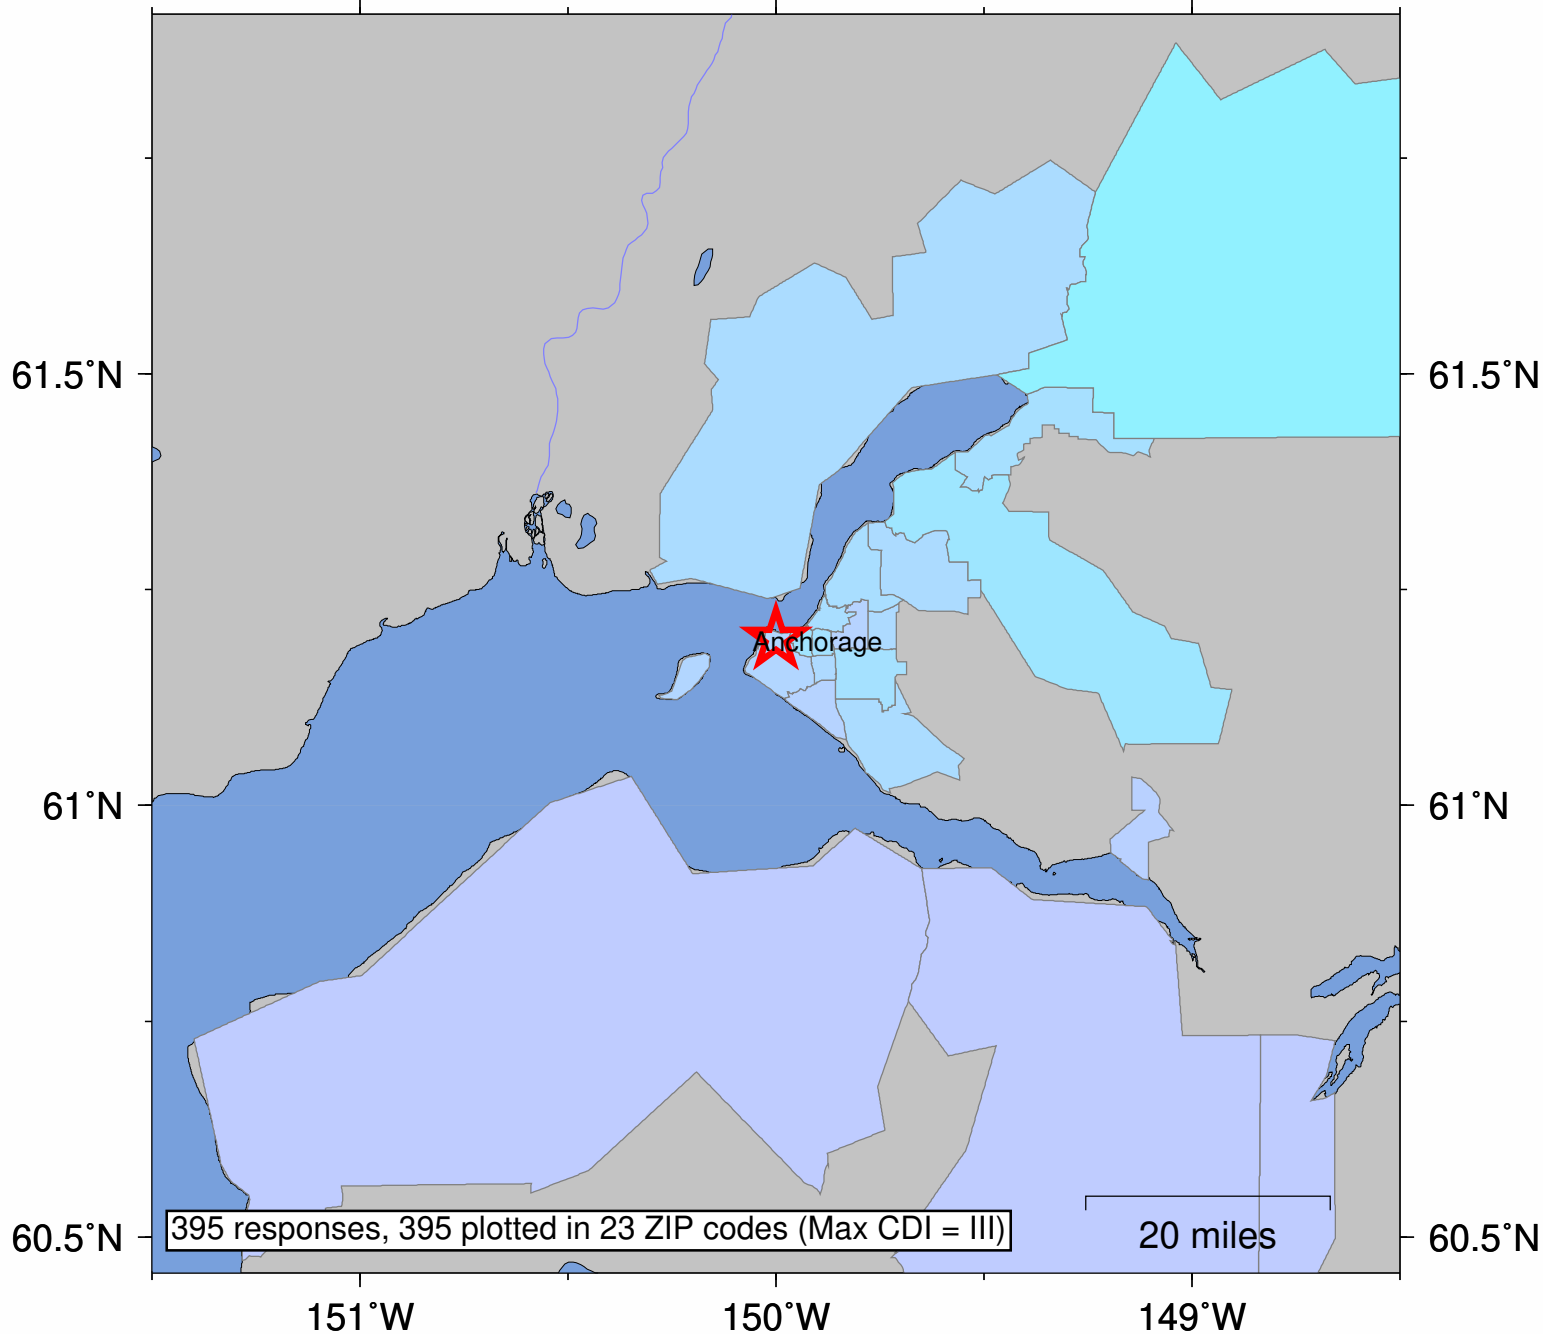 61.5°N
61.5°N
Anchorage
61°N
61°N
395 responses, 395 plotted in 23 ZIP codes (Max CDI = III)
20 miles
60.5°N
60.5°N
151°W
150°W
149°W